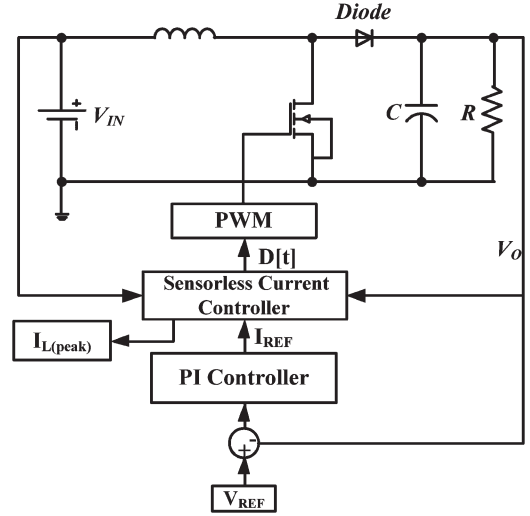 Diode
+
V_IN
C
R
PWM
V_O
D[t]
Sensorless Current
Controller
I_L(peak)
I_REF
PI Controller
-
+
V_REF